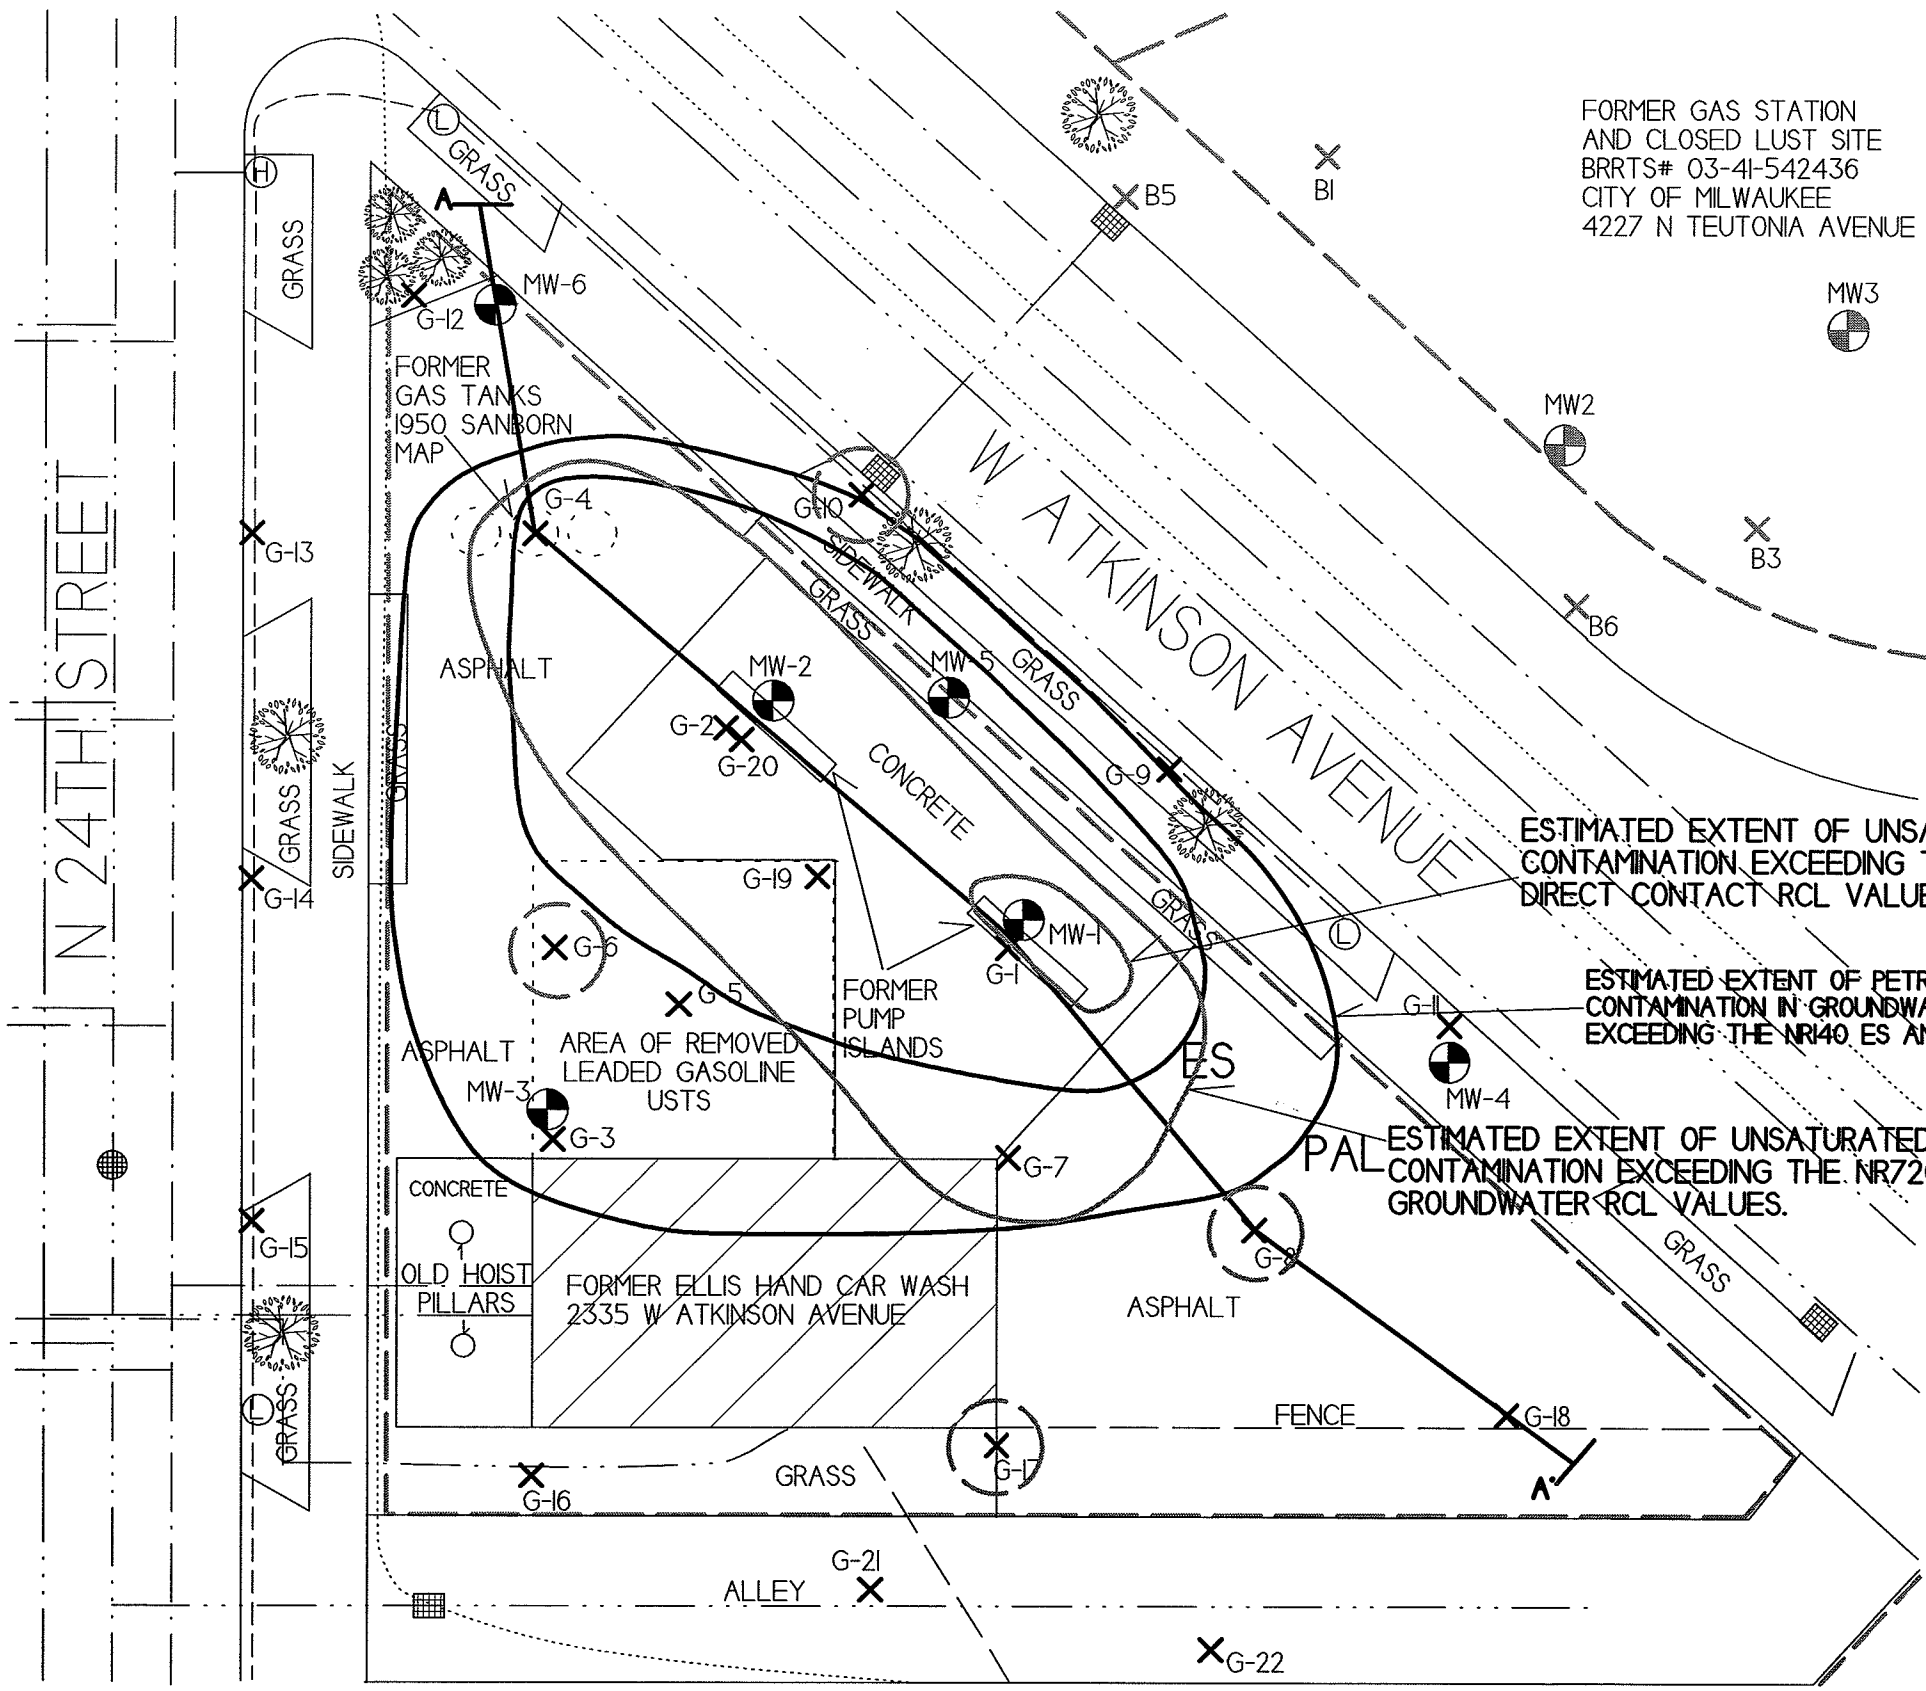 FORMER GAS STATION
AND CLOSED LUST SITE
BRRTS# 03-41-542436
CITY OF MILWAUKEE
4227 N TEUTONIA AVENUE
L
GRASS
H
GRASS
A
B5
B1
MW-6
G-12
MW3
FORMER
GAS TANKS
1950 SANBORN
MAP
MW2
W ATKINSON AVENUE
G-4
G-10
G-13
B3
SIDEWALK
GRASS
B6
N 24TH STREET
ASPHALT
MW-2
MW-5
GRASS
G-2
G-20
CONCRETE
G-9
GRASS
GRASS
SIDEWALK
G-14
G-19
ESTIMATED EXTENT OF
CONTAMINATION EXCEEDING
DIRECT CONTACT RCL
GRASS
L
MW-1
G-1
G-6
G-5
FORMER
PUMP
ISLANDS
ESTIMATED EXTENT OF
CONTAMINATION IN
EXCEEDING THE NR140 ES
G-11
MW-4
ASPHALT
AREA OF REMOVED
LEADED GASOLINE
USTS
ES
MW-3
G-3
G-7
PAL
ESTIMATED EXTENT OF UNSATURATED
CONTAMINATION EXCEEDING THE NR72
GROUNDWATER RCL VALUES.
CONCRETE
G-15
G-8
GRASS
OLD HOIST
PILLARS
FORMER ELLIS HAND CAR WASH
2335 W ATKINSON AVENUE
ASPHALT
L
GRASS
FENCE
G-18
G-17
G-16
GRASS
A'
G-21
ALLEY
G-22